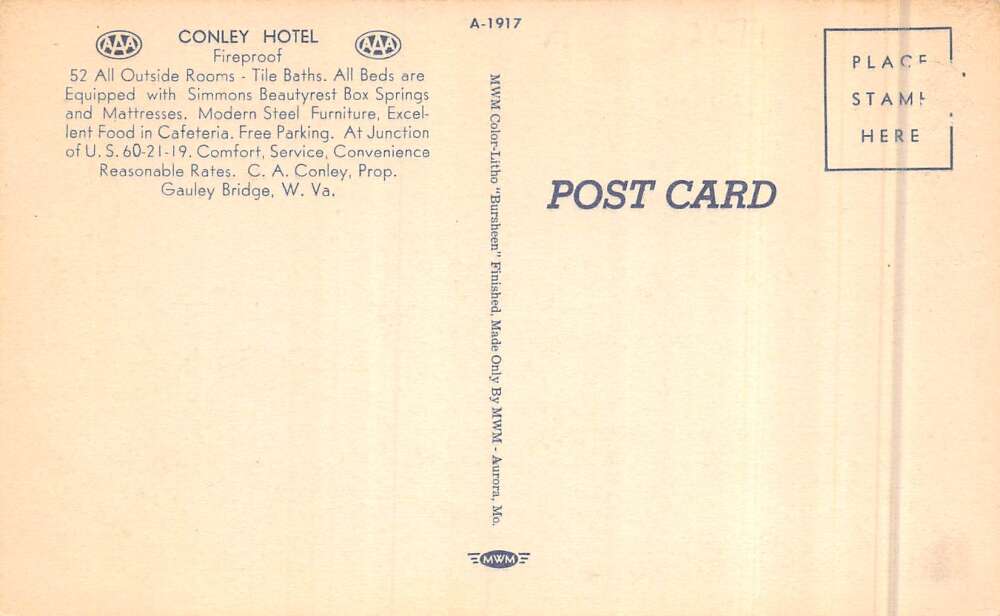 A-1917
AAA
CONLEY HOTEL
AAA
Fireproof
52 All Outside Rooms - Tile Baths. All Beds are
Equipped with Simmons Beautyrest Box Springs
and Mattresses. Modern Steel Furniture, Excel-
lent Food in Cafeteria. Free Parking. At Junction
of U. S. 60-21-19. Comfort, Service, Convenience
Reasonable Rates. C. A. Conley, Prop.
Gauley Bridge, W. Va.
MWM Color-Litho "Bursheen" Finished, Made Only By MWM - Aurora, Mo.
MWM
POST CARD
PLACE
STAMP
HERE